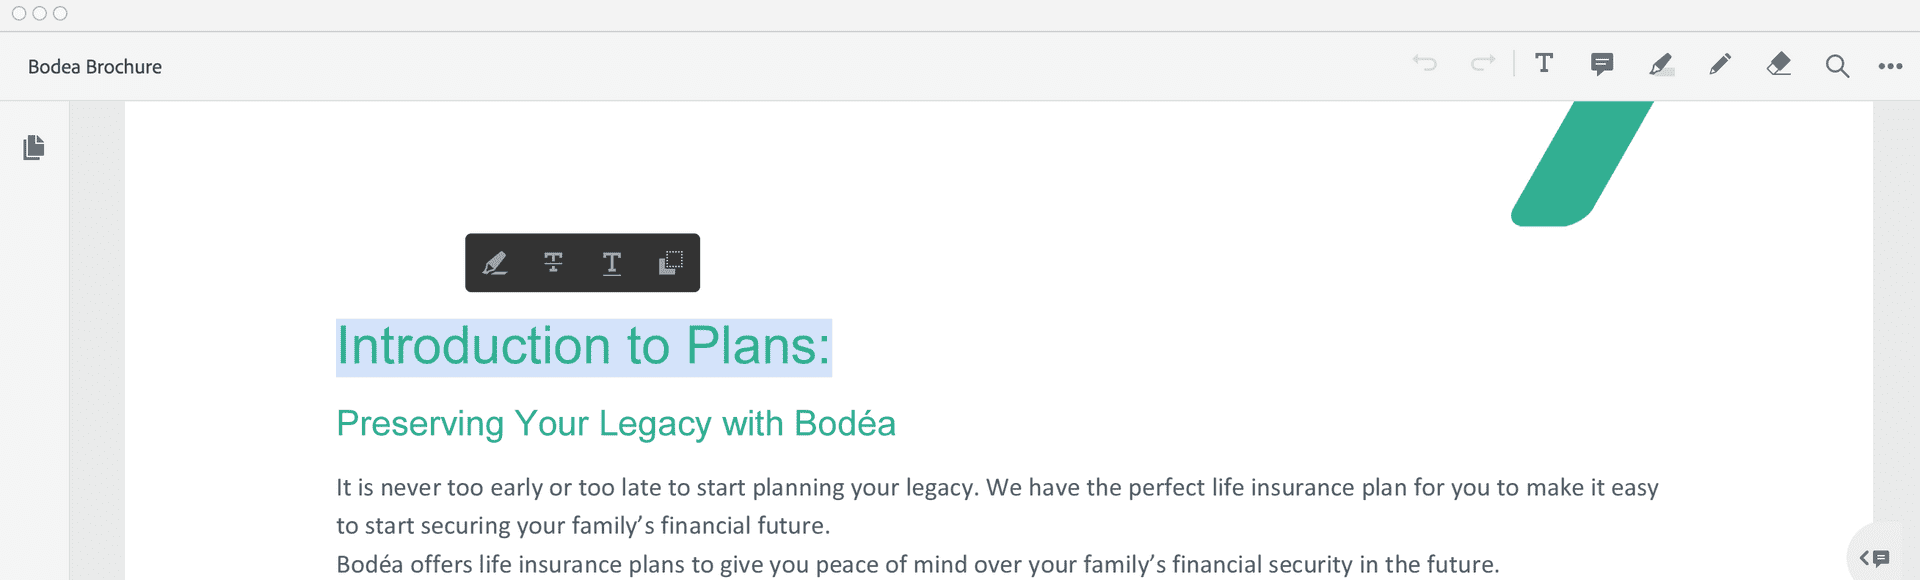 Bodea Brochure
Introduction to Plans:
Preserving Your Legacy with Bodéa
It is never too early or too late to start planning your legacy. We have the perfect life insurance plan for you to make it easy
to start securing your family’s financial future.
Bodéa offers life insurance plans to give you peace of mind over your family’s financial security in the future.